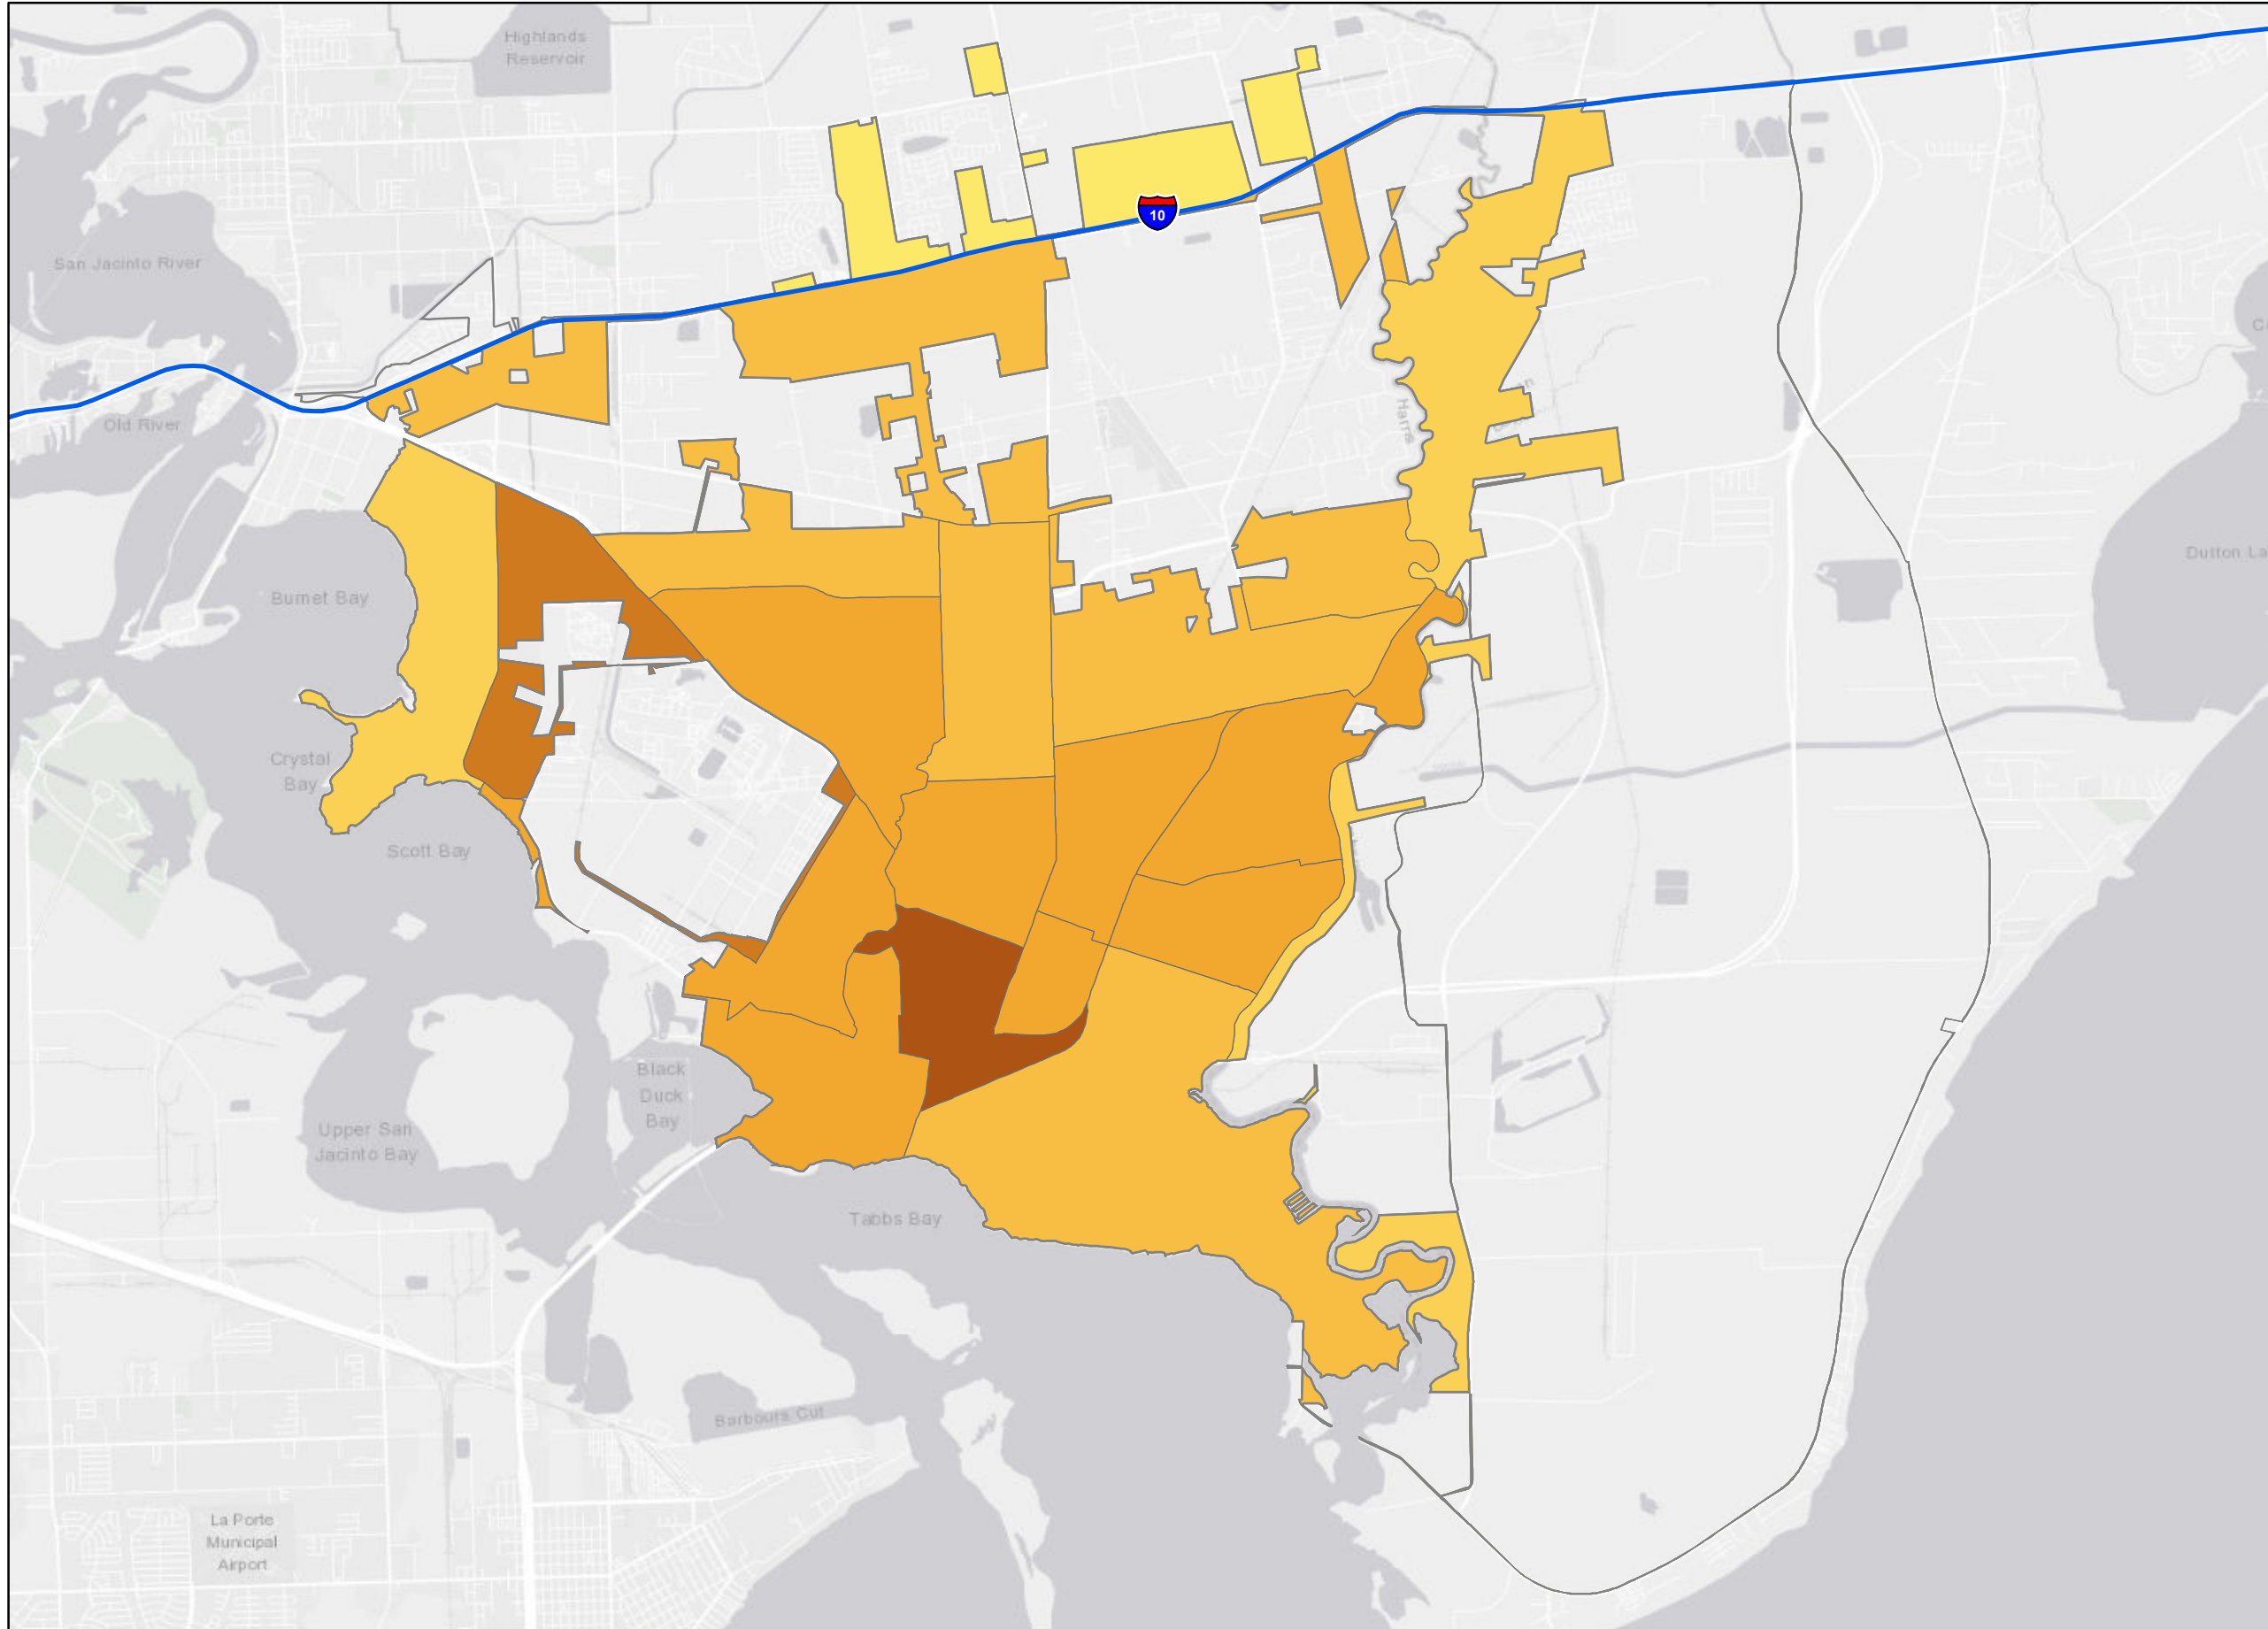 Highlands
Reservoir
10
San Jacinto River
Old River
Harris
Dutton La
Burnet Bay
Crystal
Bay
Scott Bay
Black
Duck
Bay
Upper San
Jacinto Bay
Tabbs Bay
Barbours Cut
La Porte
Municipal
Airport